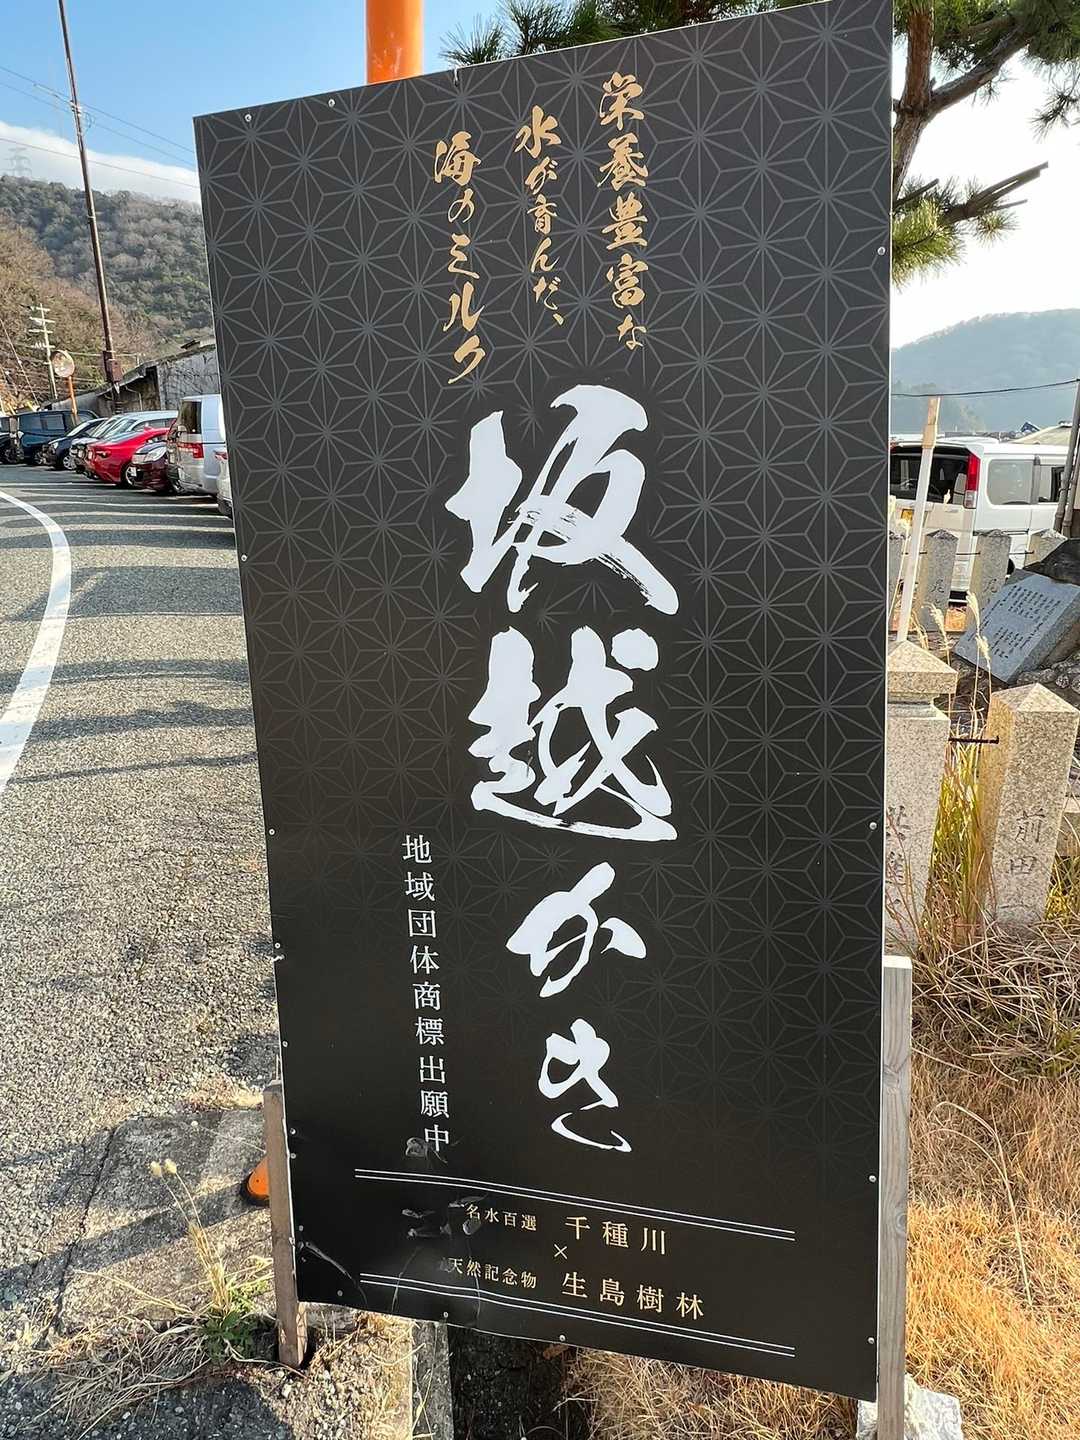 栄養豊富な
水が育んだ、
海のミルク
坂越かき
地域団体商標出願中
名水百選 千種川
×
天然記念物 生島樹林
前田